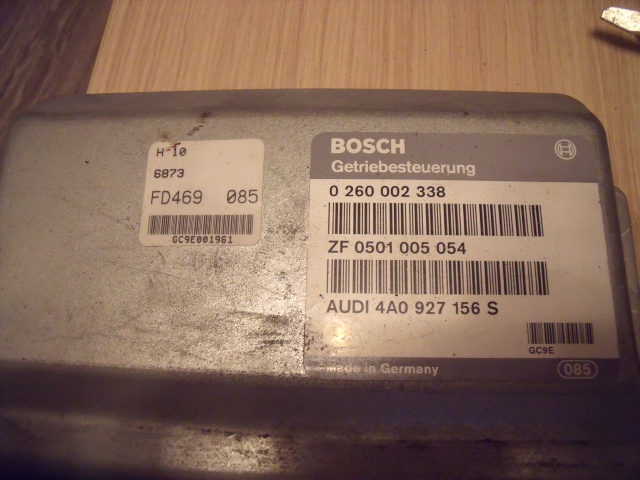 H-10
6873
FD469 085
GC9E001961
BOSCH
Getriebesteuerung
0 260 002 338
ZF 0501 005 054
AUDI 4A0 927 156 S
GC9E
Made in Germany
085